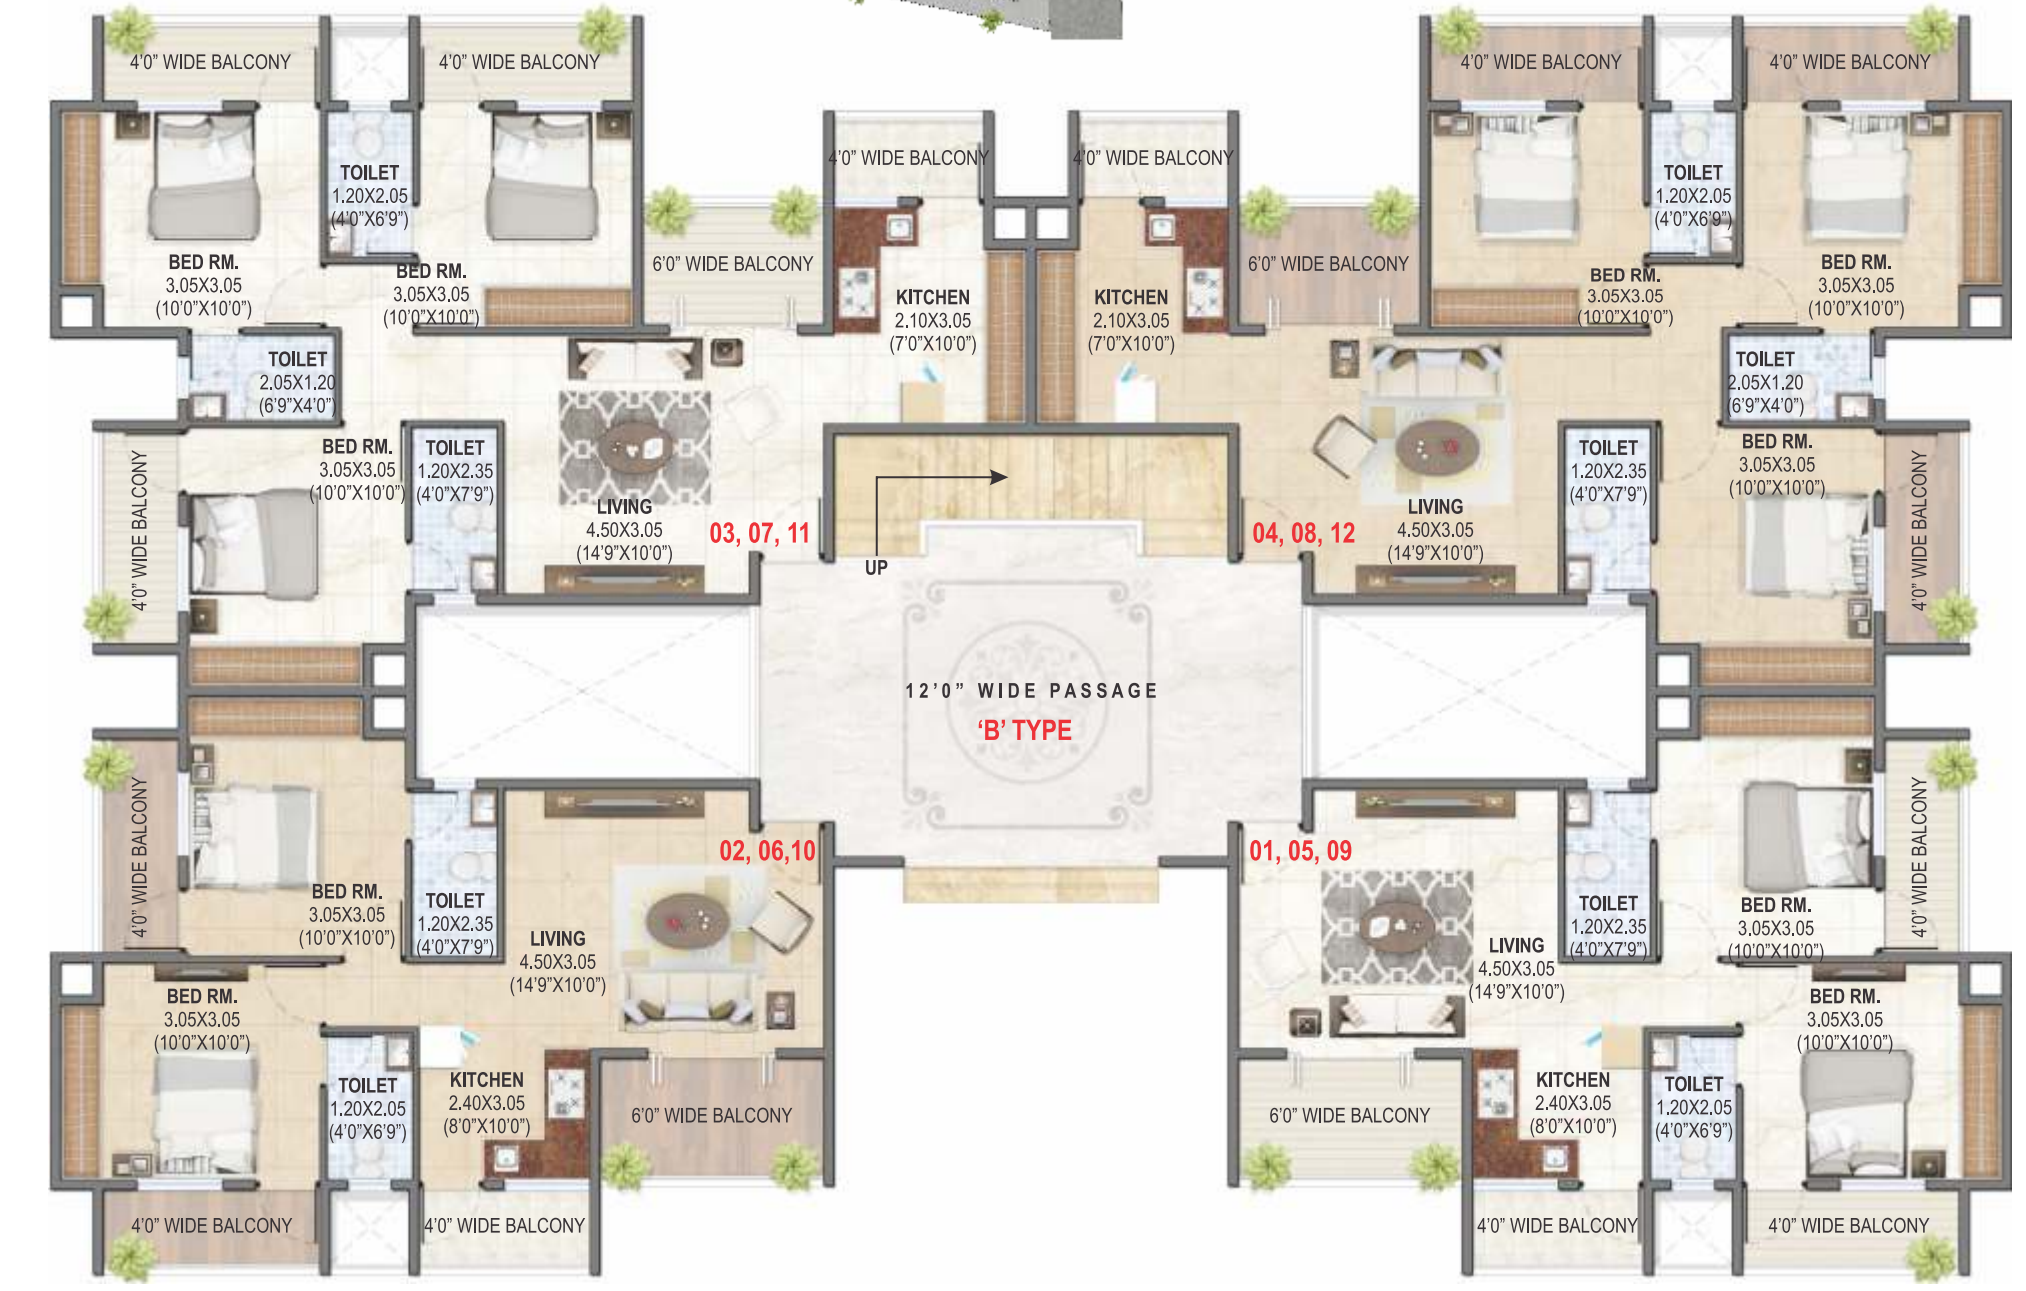 4'0" WIDE BALCONY
4'0" WIDE BALCONY
4'0" WIDE BALCONY
4'0" WIDE BALCONY
4'0" WIDE BALCONY
4'0" WIDE BALCONY
TOILET
1.20X2.05
(4'0"X6'9")
TOILET
1.20X2.05
(4'0"X6'9")
BED RM.
3.05X3.05
(10'0"X10'0")
BED RM.
3.05X3.05
(10'0"X10'0")
6'0" WIDE BALCONY
KITCHEN
2.10X3.05
(7'0"X10'0")
KITCHEN
2.10X3.05
(7'0"X10'0")
6'0" WIDE BALCONY
BED RM.
3.05X3.05
(10'0"X10'0")
BED RM.
3.05X3.05
(10'0"X10'0")
TOILET
2.05X1.20
(6'9"X4'0")
TOILET
2.05X1.20
(6'9"X4'0")
4'0" WIDE BALCONY
BED RM.
3.05X3.05
(10'0"X10'0")
TOILET
1.20X2.35
(4'0"X7'9")
LIVING
4.50X3.05
(14'9"X10'0")
03, 07, 11
UP
04, 08, 12
LIVING
4.50X3.05
(14'9"X10'0")
TOILET
1.20X2.35
(4'0"X7'9")
BED RM.
3.05X3.05
(10'0"X10'0")
4'0" WIDE BALCONY
12'0" WIDE PASSAGE
'B' TYPE
4'0" WIDE BALCONY
BED RM.
3.05X3.05
(10'0"X10'0")
TOILET
1.20X2.35
(4'0"X7'9")
LIVING
4.50X3.05
(14'9"X10'0")
02, 06,10
01, 05, 09
LIVING
4.50X3.05
(14'9"X10'0")
TOILET
1.20X2.35
(4'0"X7'9")
BED RM.
3.05X3.05
(10'0"X10'0")
4'0" WIDE BALCONY
BED RM.
3.05X3.05
(10'0"X10'0")
TOILET
1.20X2.05
(4'0"X6'9")
KITCHEN
2.40X3.05
(8'0"X10'0")
6'0" WIDE BALCONY
6'0" WIDE BALCONY
KITCHEN
2.40X3.05
(8'0"X10'0")
TOILET
1.20X2.05
(4'0"X6'9")
BED RM.
3.05X3.05
(10'0"X10'0")
4'0" WIDE BALCONY
4'0" WIDE BALCONY
4'0" WIDE BALCONY
4'0" WIDE BALCONY